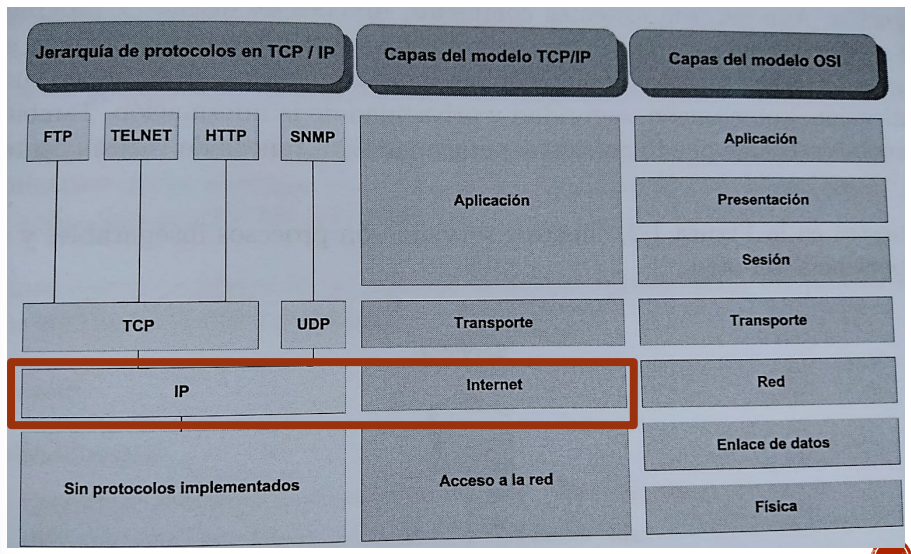 Jerarquía de protocolos en TCP / IP
Capas del modelo TCP/IP
Capas del modelo OSI
FTP
TELNET
HTTP
SNMP
Aplicación
Aplicación
Presentación
Sesión
TCP
UDP
Transporte
Transporte
IP
Internet
Red
Sin protocolos implementados
Acceso a la red
Enlace de datos
Física